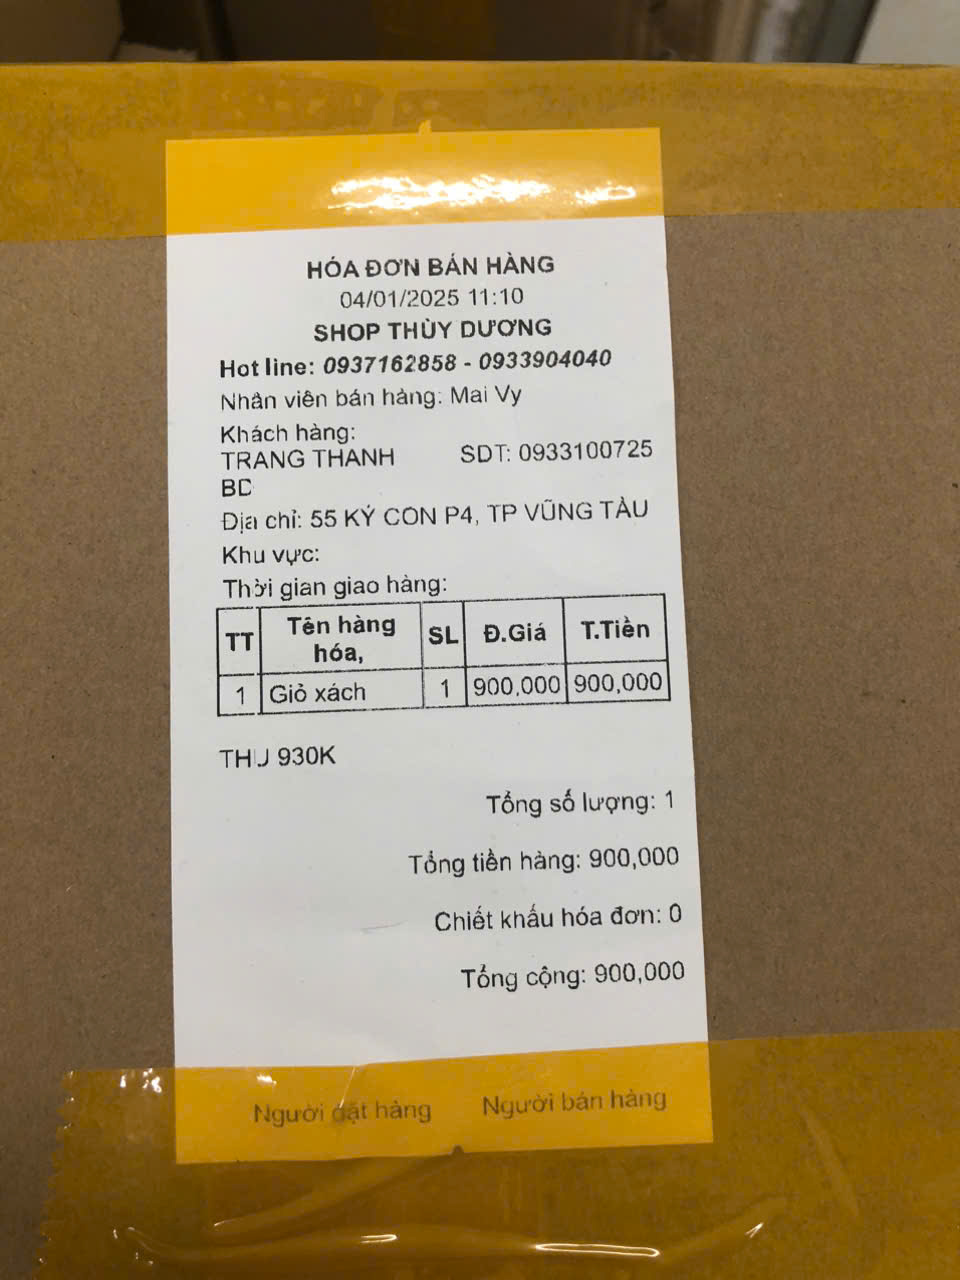 HÓA ĐƠN BÁN HÀNG
04/01/2025 11:10
SHOP THÙY DƯƠNG
Hot line: 0937162858 - 0933904040
Nhân viên bán hàng: Mai Vy
Khách hàng:
TRANG THANH SDT: 0933100725
BD
Địa chỉ: 55 KÝ CON P4, TP VŨNG TÀU
Khu vực:
Thời gian giao hàng:
TT Tên hàng hóa, SL Đ.Giá T.Tiền
1 Giỏ xách 1 900,000 900,000
THU 930K
Tổng số lượng: 1
Tổng tiền hàng: 900,000
Chiết khấu hóa đơn: 0
Tổng cộng: 900,000
Người đặt hàng Người bán hàng